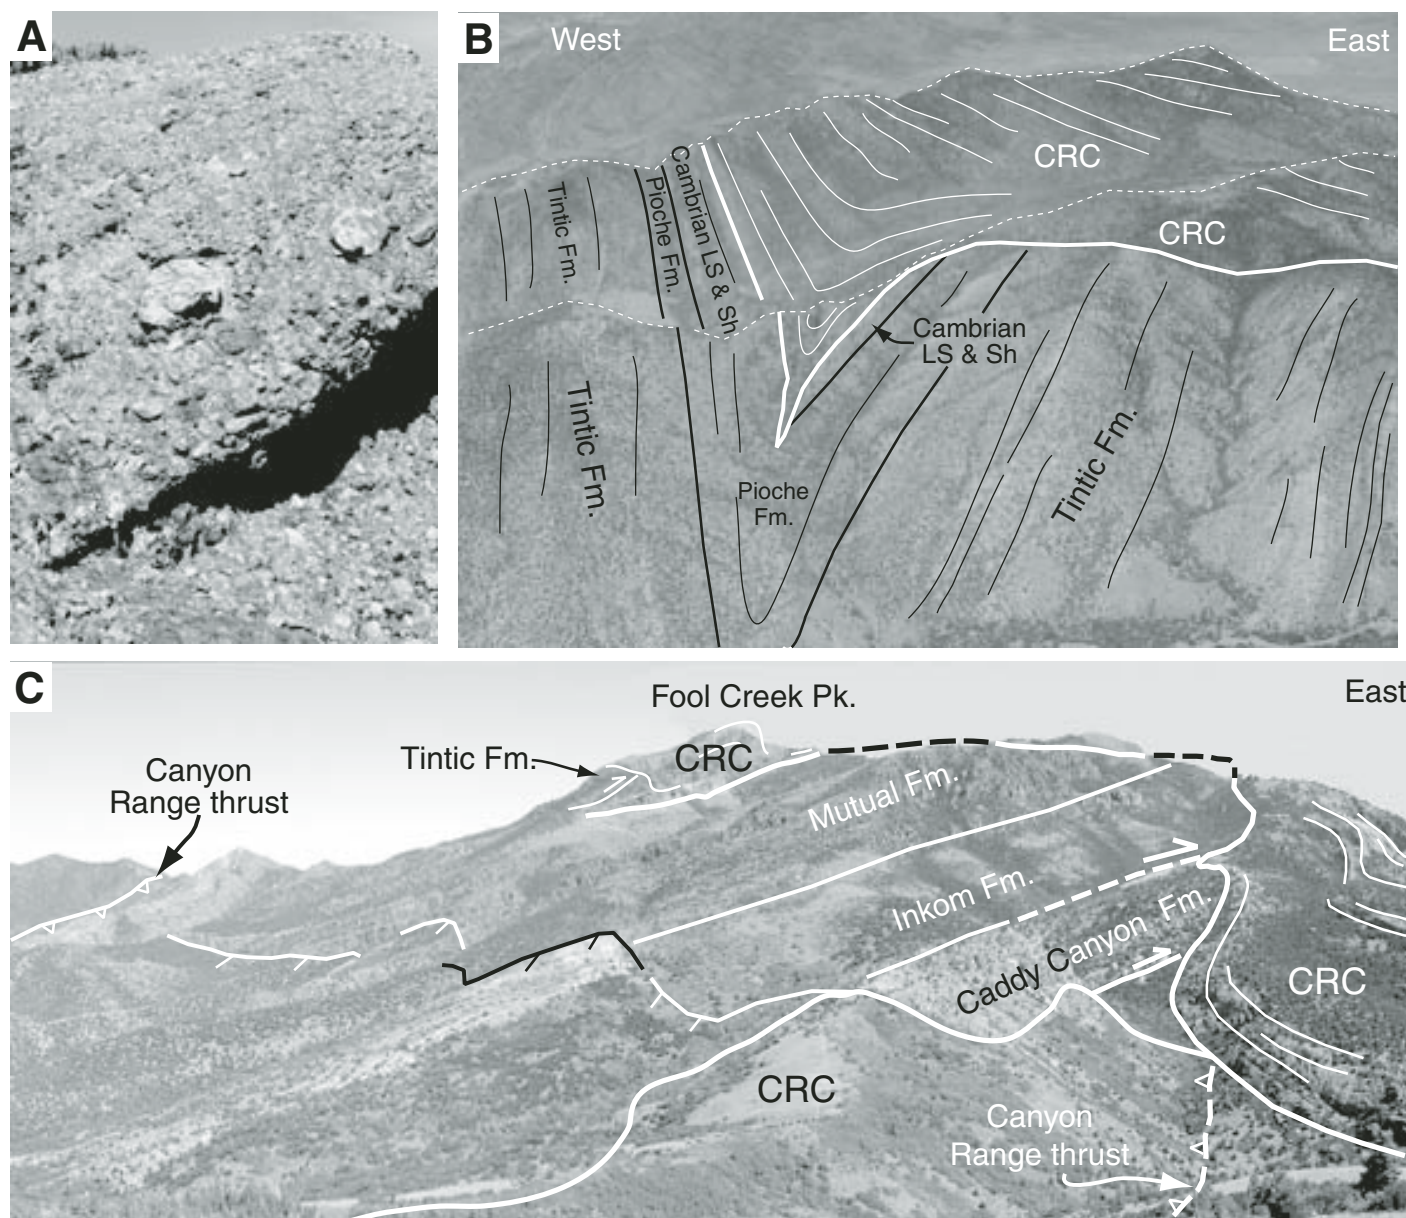 A
B
West
East
CRC
CRC
Tintic Fm.
Pioche Fm.
Cambrian LS & Sh
Cambrian
LS & Sh
Tintic Fm.
Pioche
Fm.
Tintic Fm.
C
Fool Creek Pk.
East
Tintic Fm.
CRC
Canyon
Range thrust
Mutual Fm.
Inkom Fm.
Caddy Canyon Fm.
CRC
CRC
Canyon
Range thrust